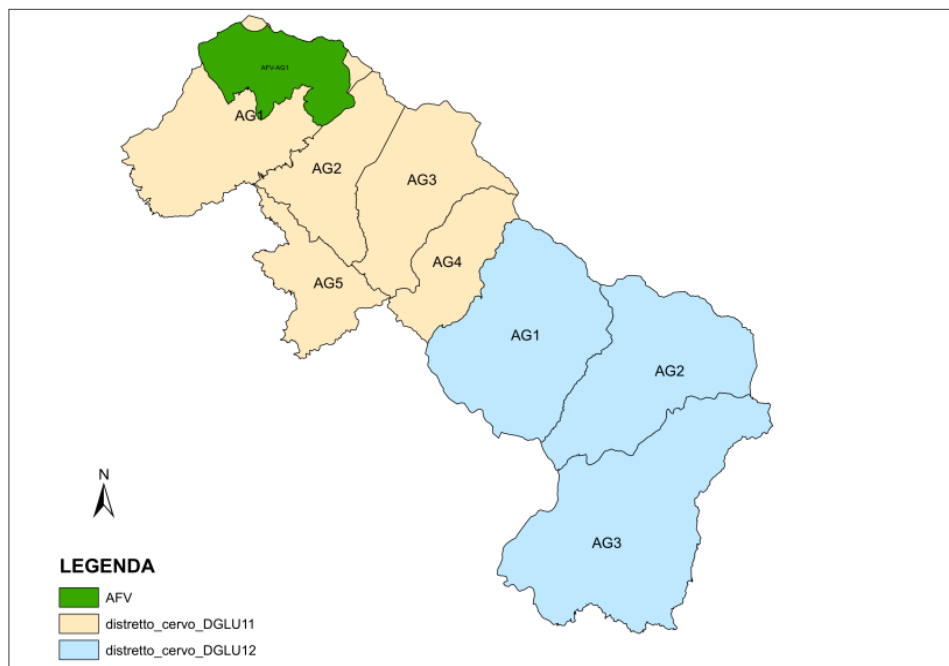 AFV-AG1
AG1
AG2
AG3
AG4
AG5
AG1
AG2
AG3
N
LEGENDA
AFV
distretto_cervo_DGLU11
distretto_cervo_DGLU12